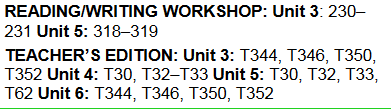 READING/WRITING WORKSHOP: Unit 3: 230–
231 Unit 5: 318–319
TEACHER’S EDITION: Unit 3: T344, T346, T350,
T352 Unit 4: T30, T32–T33 Unit 5: T30, T32, T33,
T62 Unit 6: T344, T346, T350, T352